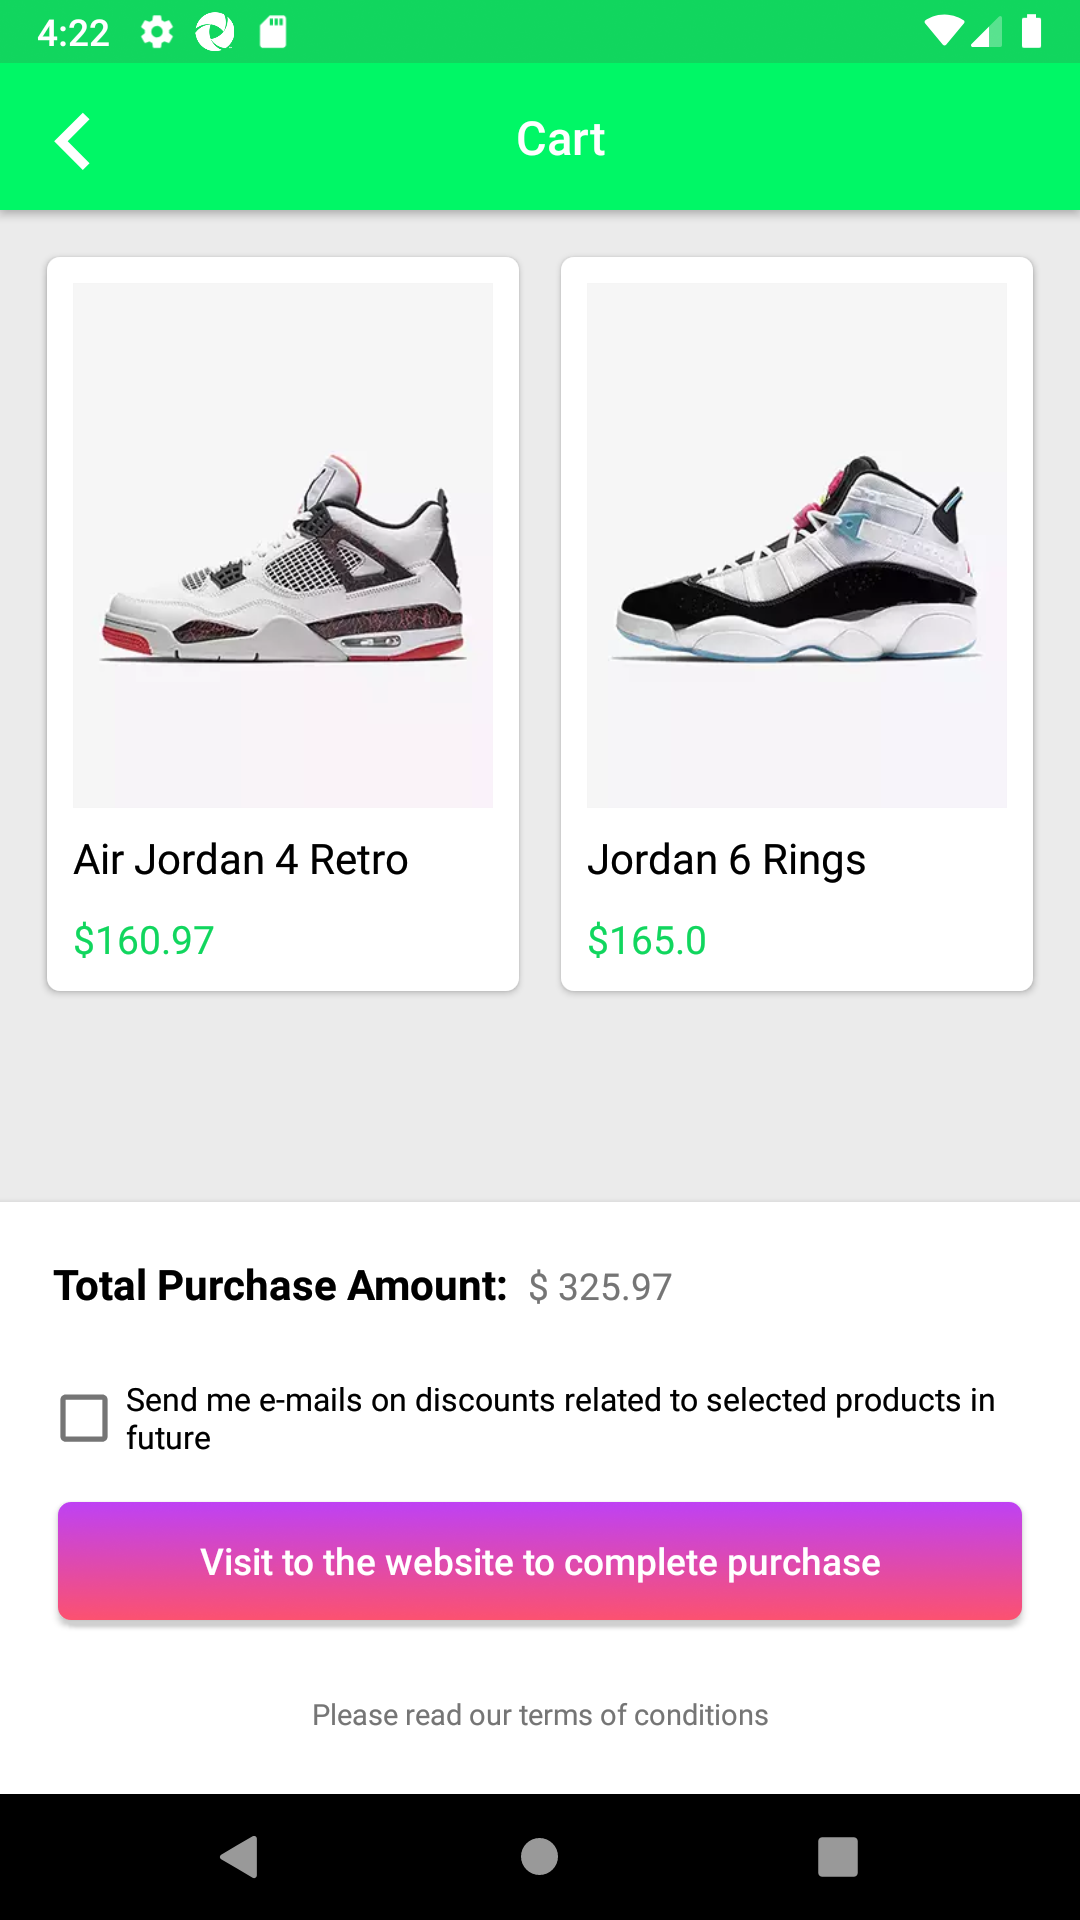 4:22
Cart
Air Jordan 4 Retro
$160.97
Jordan 6 Rings
$165.0
Total Purchase Amount: $ 325.97
Send me e-mails on discounts related to selected products in
future
Visit to the website to complete purchase
Please read our terms of conditions